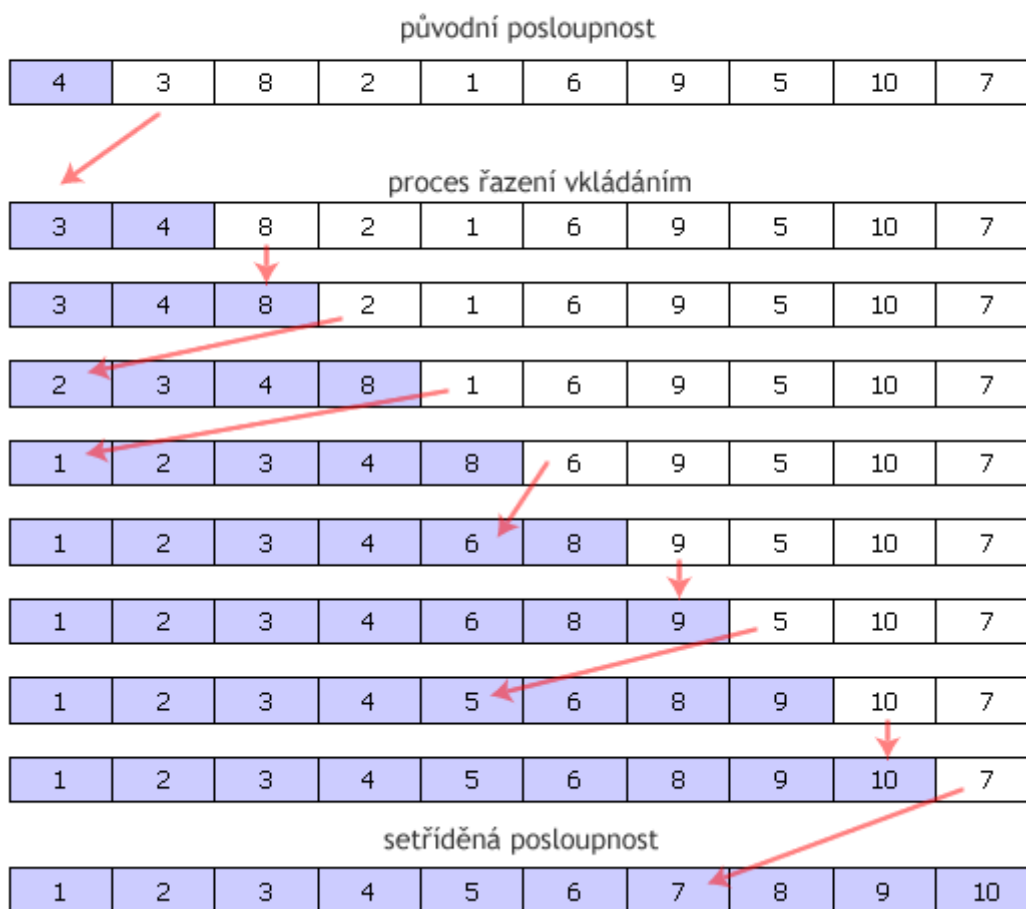 původní posloupnost
4 3 8 2 1 6 9 5 10 7
proces řazení vkládáním
3 4 8 2 1 6 9 5 10 7
3 4 8 2 1 6 9 5 10 7
2 3 4 8 1 6 9 5 10 7
1 2 3 4 8 6 9 5 10 7
1 2 3 4 6 8 9 5 10 7
1 2 3 4 6 8 9 5 10 7
1 2 3 4 5 6 8 9 10 7
1 2 3 4 5 6 8 9 10 7
setříděná posloupnost
1 2 3 4 5 6 7 8 9 10